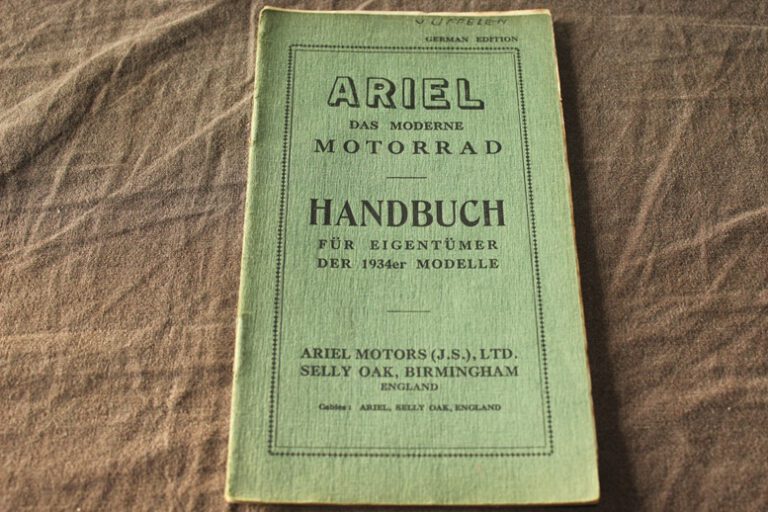 GERMAN EDITION
ARIEL
DAS MODERNE
MOTORRAD
HANDBUCH
FÜR EIGENTÜMER
DER 1934er MODELLE
ARIEL MOTORS (J.S.), LTD.
SELLY OAK, BIRMINGHAM
ENGLAND
Cables: ARIEL, SELLY OAK, ENGLAND